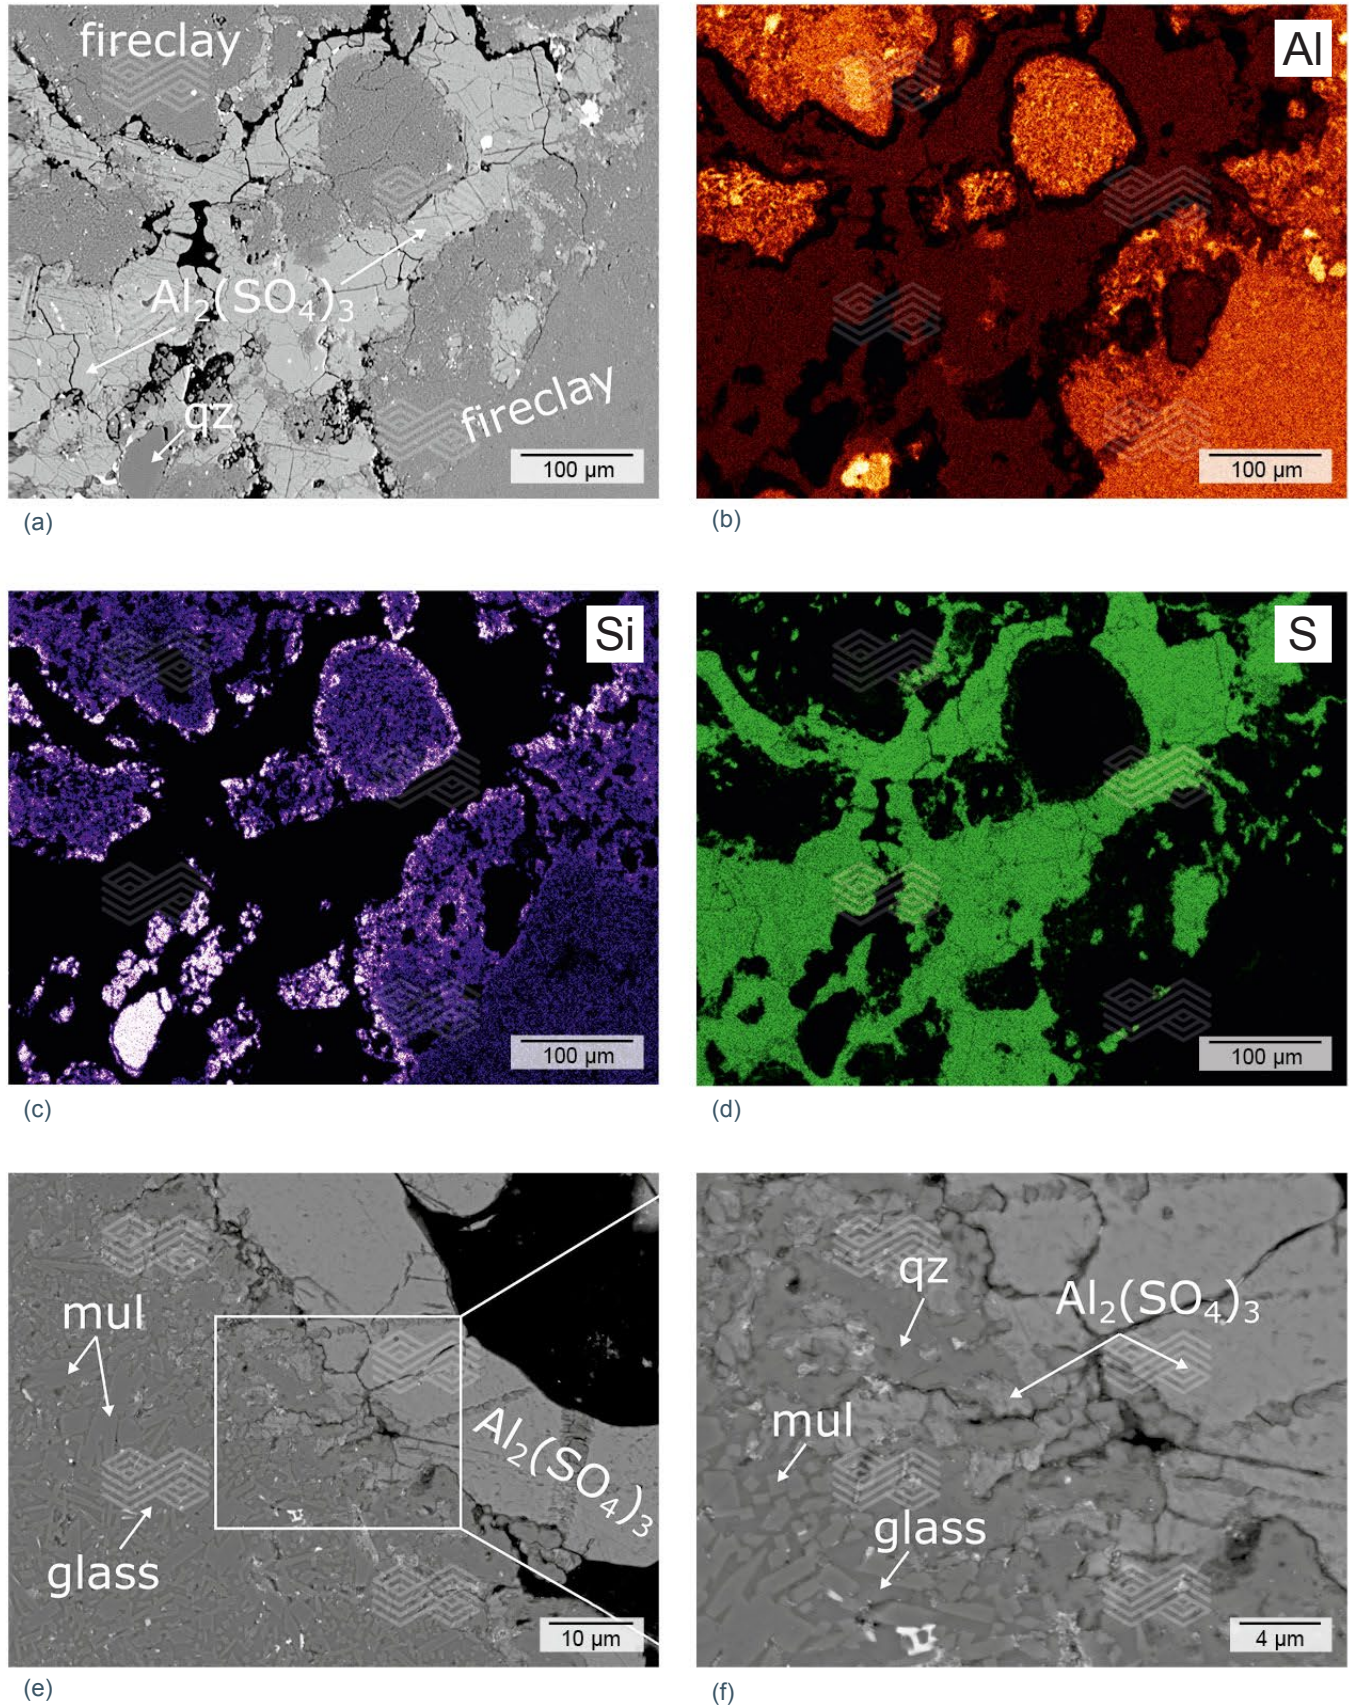 fireclay
Al₂(SO₄)₃
qz
fireclay
100 µm
(a)
Al
100 µm
(b)
Si
100 µm
(c)
S
100 µm
(d)
mul
Al₂(SO₄)₃
glass
10 µm
(e)
qz
Al₂(SO₄)₃
mul
glass
4 µm
(f)